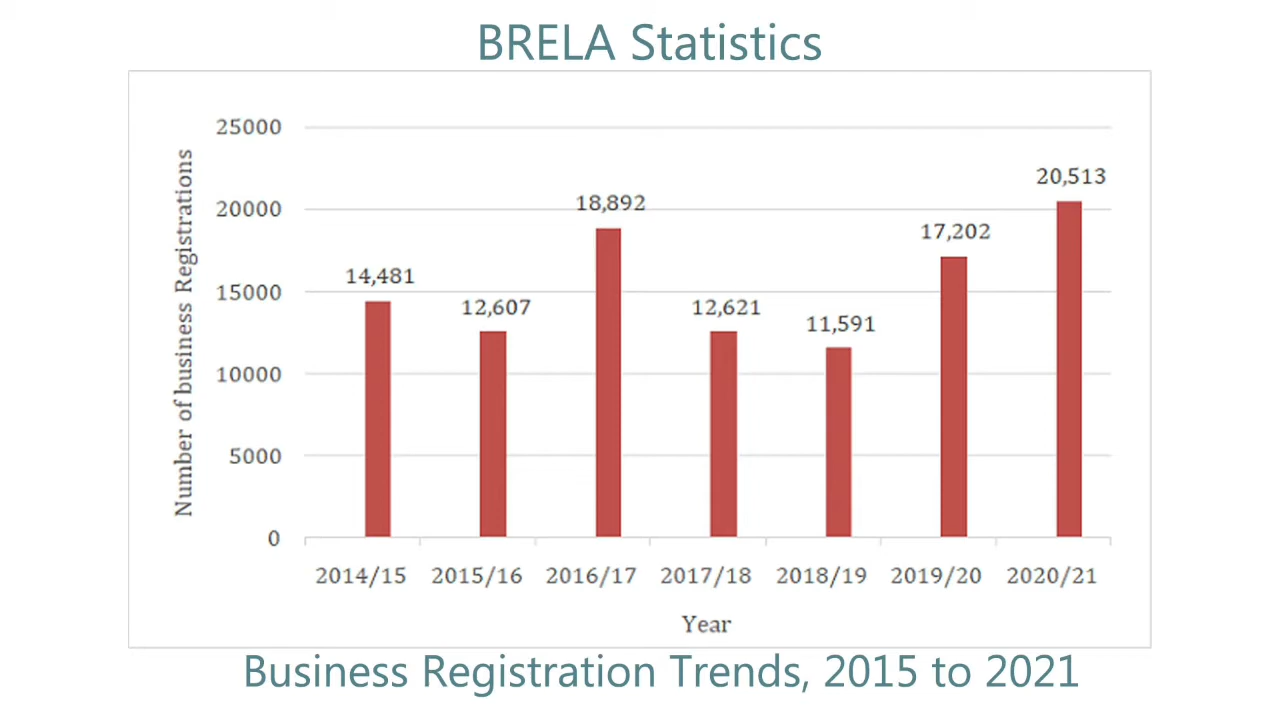 BRELA Statistics
Number of business Registrations
25000
20000
15000
10000
5000
0
14,481
12,607
18,892
12,621
11,591
17,202
20,513
2014/15 2015/16 2016/17 2017/18 2018/19 2019/20 2020/21
Year
Business Registration Trends, 2015 to 2021